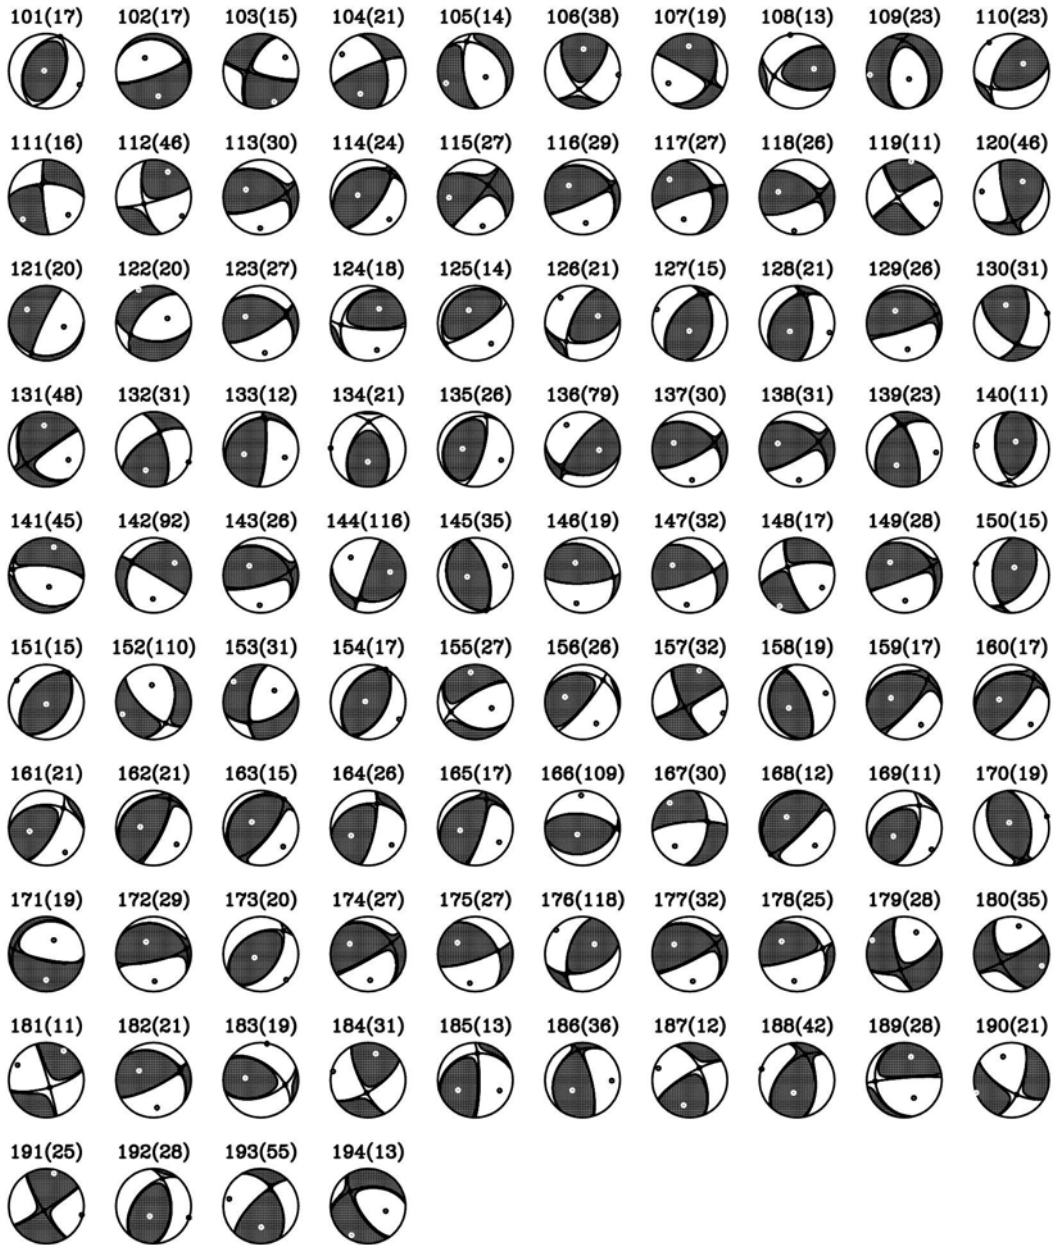 101(17) 102(17) 103(15) 104(21) 105(14) 106(38) 107(19) 108(13) 109(23) 110(23)
111(16) 112(46) 113(30) 114(24) 115(27) 116(29) 117(27) 118(26) 119(11) 120(46)
121(20) 122(20) 123(27) 124(18) 125(14) 126(21) 127(15) 128(21) 129(26) 130(31)
131(48) 132(31) 133(12) 134(21) 135(26) 136(79) 137(30) 138(31) 139(23) 140(11)
141(45) 142(92) 143(26) 144(116) 145(35) 146(19) 147(32) 148(17) 149(28) 150(15)
151(15) 152(110) 153(31) 154(17) 155(27) 156(26) 157(32) 158(19) 159(17) 160(17)
161(21) 162(21) 163(15) 164(26) 165(17) 166(109) 167(30) 168(12) 169(11) 170(19)
171(19) 172(29) 173(20) 174(27) 175(27) 176(118) 177(32) 178(25) 179(28) 180(35)
181(11) 182(21) 183(19) 184(31) 185(13) 186(36) 187(12) 188(42) 189(28) 190(21)
191(25) 192(28) 193(55) 194(13)